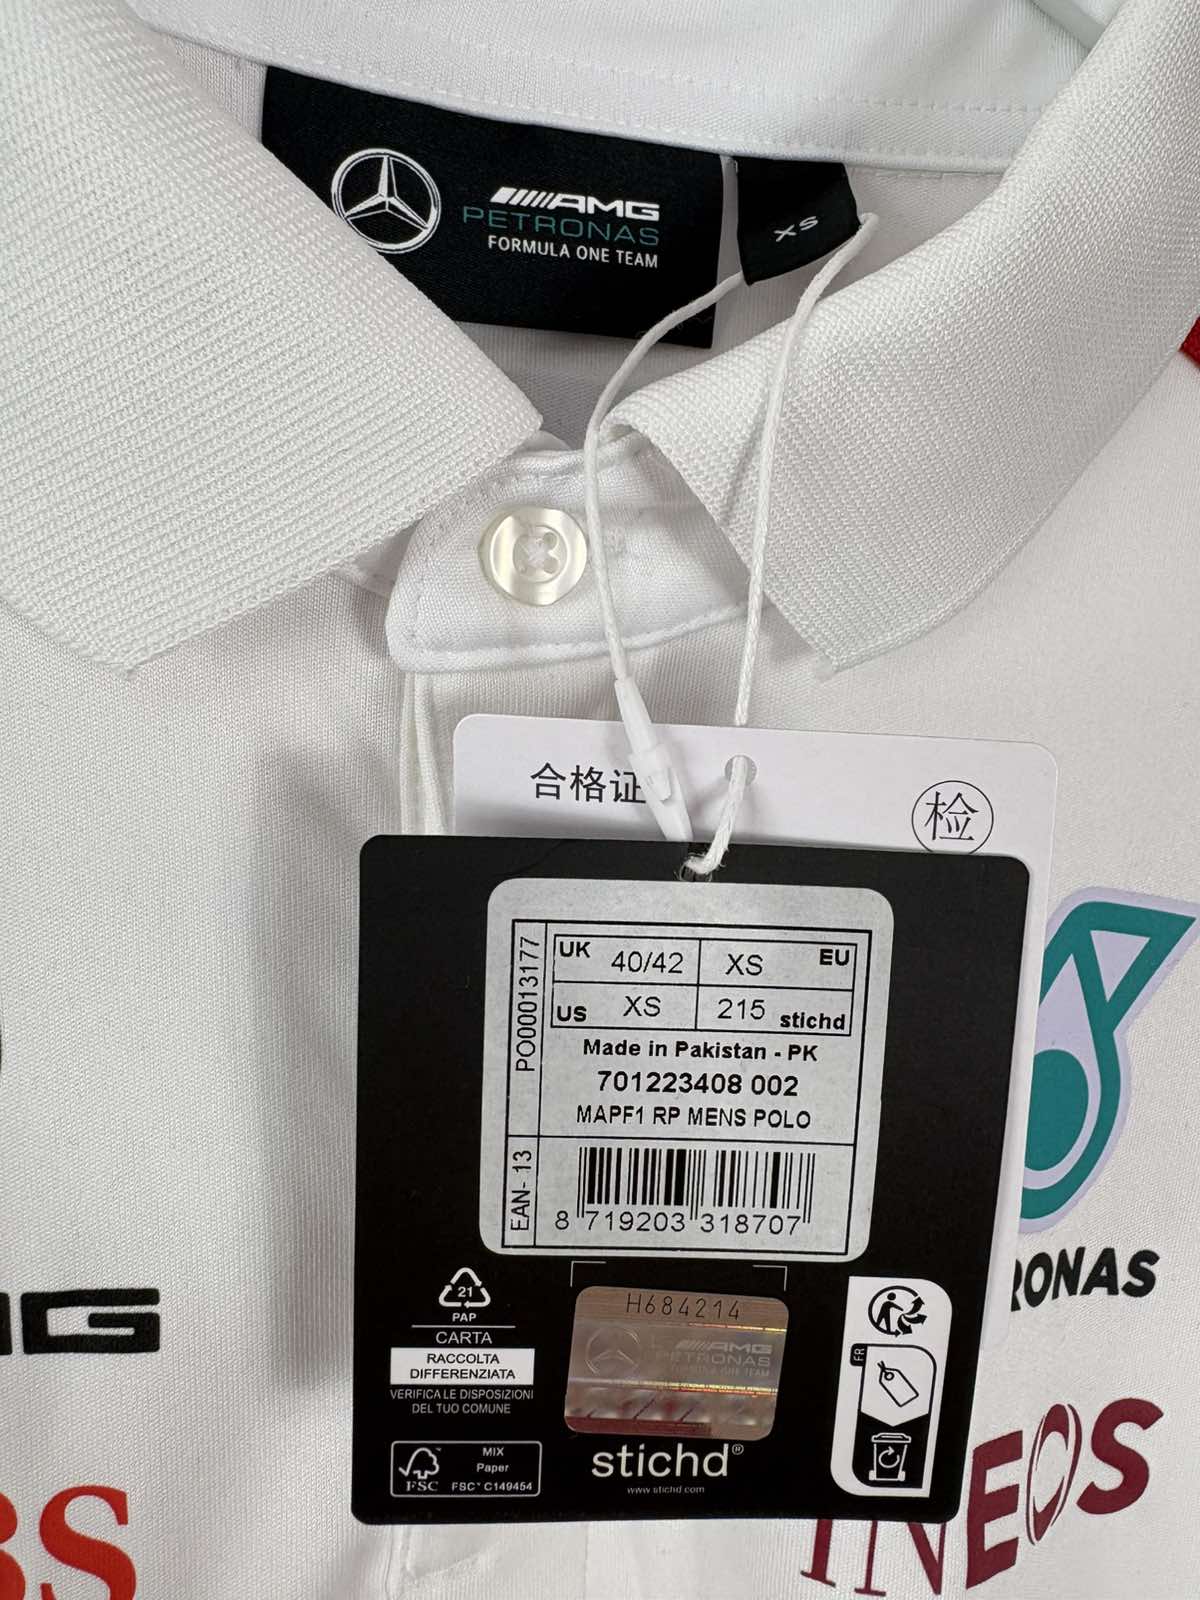 AMG
PETRONAS
FORMULA ONE TEAM
XS
合格证
检
PO00013177
UK 40/42 XS EU
US XS 215 stichd
Made in Pakistan - PK
701223408 002
MAPF1 RP MENS POLO
EAN- 13
8 719203 318707
21
PAP
CARTA
RACCOLTA
DIFFERENZIATA
VERIFICA LE DISPOSIZIONI
DEL TUO COMUNE
FSC
MIX
Paper
FSC™ C149454
H684214
AMG
PETRONAS
stichd®
www.stichd.com
FR
RONAS
INEOS
G
BS